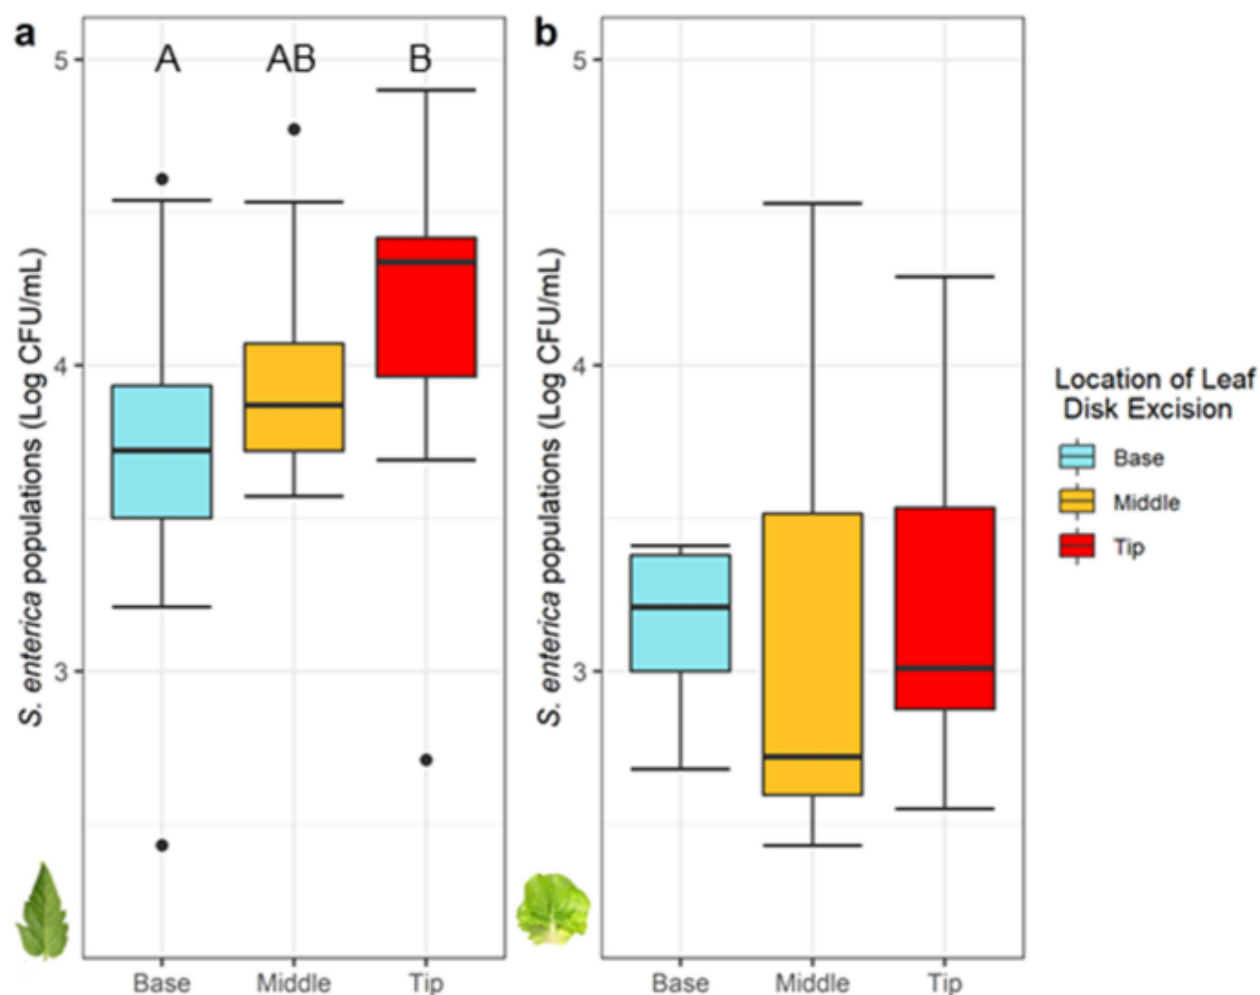 a
A AB B
5
4
3
S. enterica populations (Log CFU/mL)
Base Middle Tip
b
5
4
3
S. enterica populations (Log CFU/mL)
Base Middle Tip
Location of Leaf
Disk Excision
Base
Middle
Tip